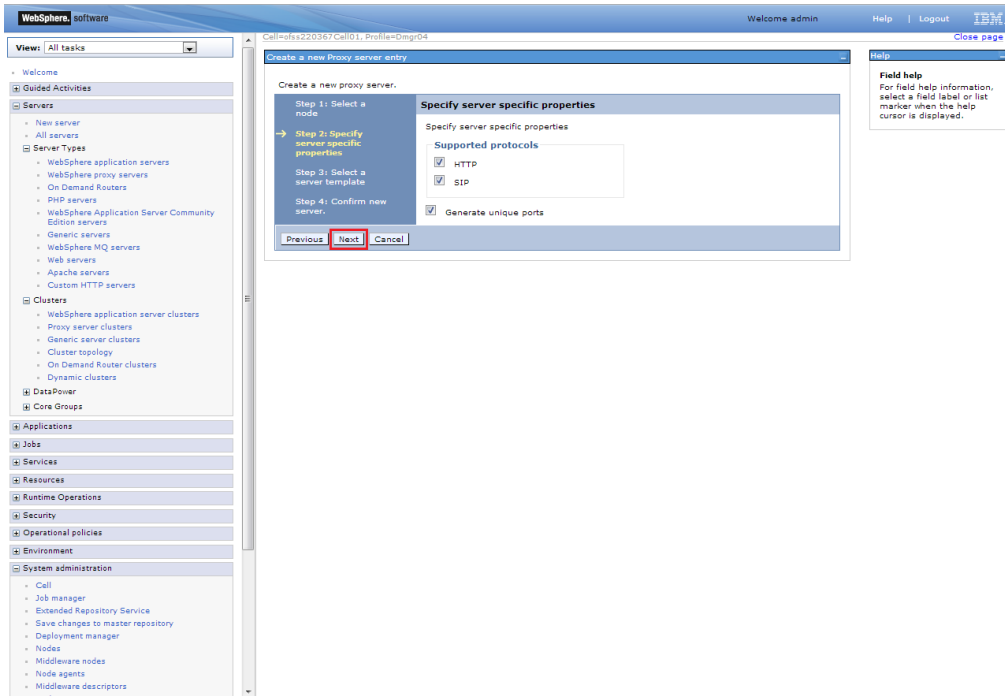 WebSphere. software
Welcome admin
Help | Logout
IBM
Cell=ofss220367Cell01, Profile=Dmgr04
Close page
View: All tasks
Welcome
Guided Activities
Servers
New server
All servers
Server Types
WebSphere application servers
WebSphere proxy servers
On Demand Routers
PHP servers
WebSphere Application Server Community
Edition servers
Generic servers
WebSphere MQ servers
Web servers
Apache servers
Custom HTTP servers
Clusters
WebSphere application server clusters
Proxy server clusters
Generic server clusters
Cluster topology
On Demand Router clusters
Dynamic clusters
DataPower
Core Groups
Applications
Jobs
Services
Resources
Runtime Operations
Security
Operational policies
Environment
System administration
Cell
Job manager
Extended Repository Service
Save changes to master repository
Deployment manager
Nodes
Middleware nodes
Node agents
Middleware descriptors
Create a new Proxy server entry
Create a new proxy server.
Step 1: Select a
node
Step 2: Specify
server specific
properties
Step 3: Select a
server template
Step 4: Confirm new
server.
Specify server specific properties
Specify server specific properties
Supported protocols
HTTP
SIP
Generate unique ports
Previous Next Cancel
Help
Field help
For field help information,
select a field label or list
marker when the help
cursor is displayed.